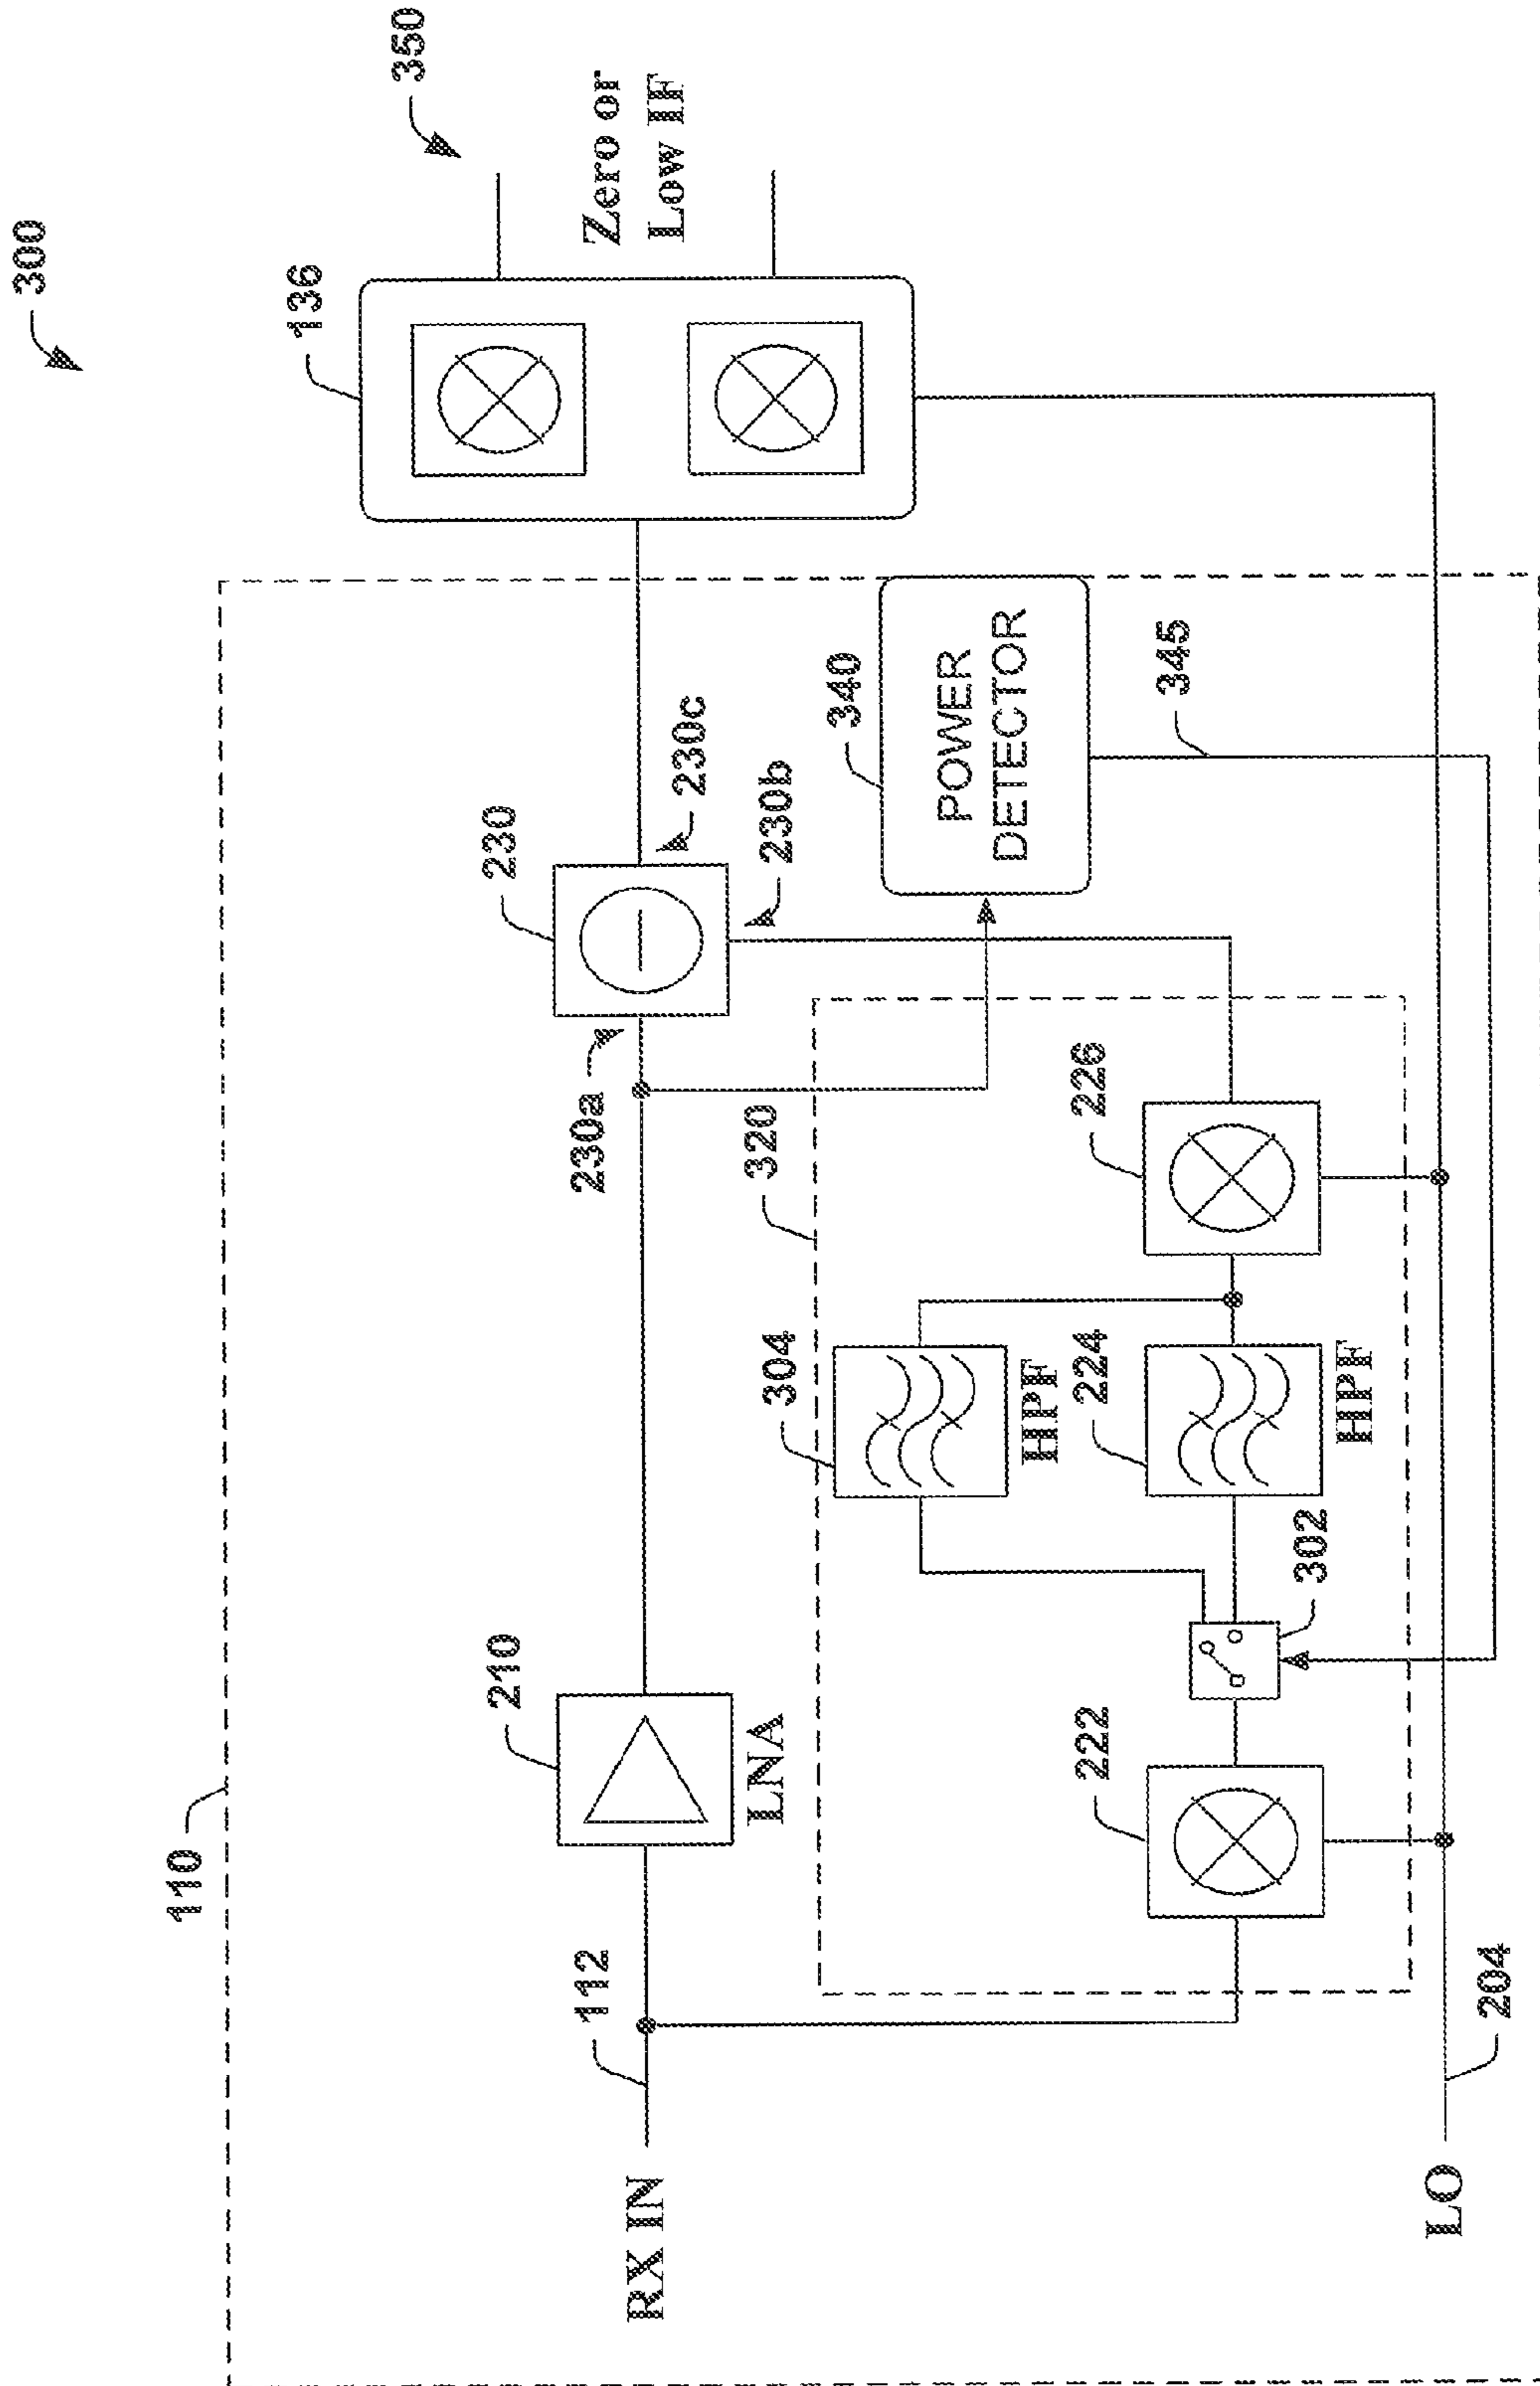 300
350
110
136
Zero or
Low IF
210
230
230a
230c
230b
RX IN
112
LNA
320
340
POWER
DETECTOR
304
HPF
345
222
224
HPF
226
302
LO
204